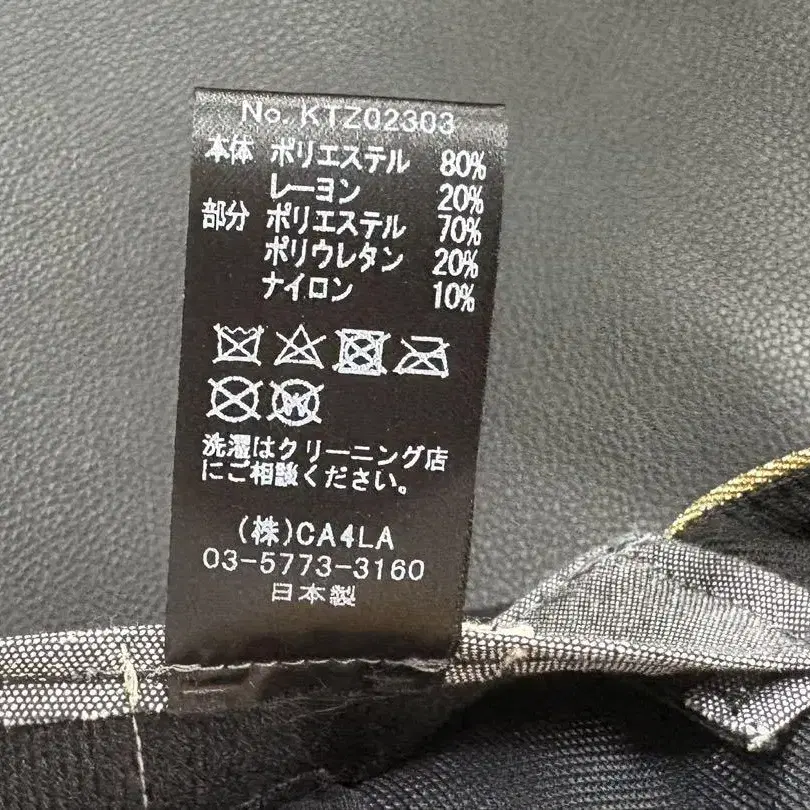 No. KTZ02303
本体 ポリエステル 80%
レーヨン 20%
部分 ポリエステル 70%
ポリウレタン 20%
ナイロン 10%
W
洗濯はクリーニング店
にご相談ください。
(株)CA4LA
03-5773-3160
日本製